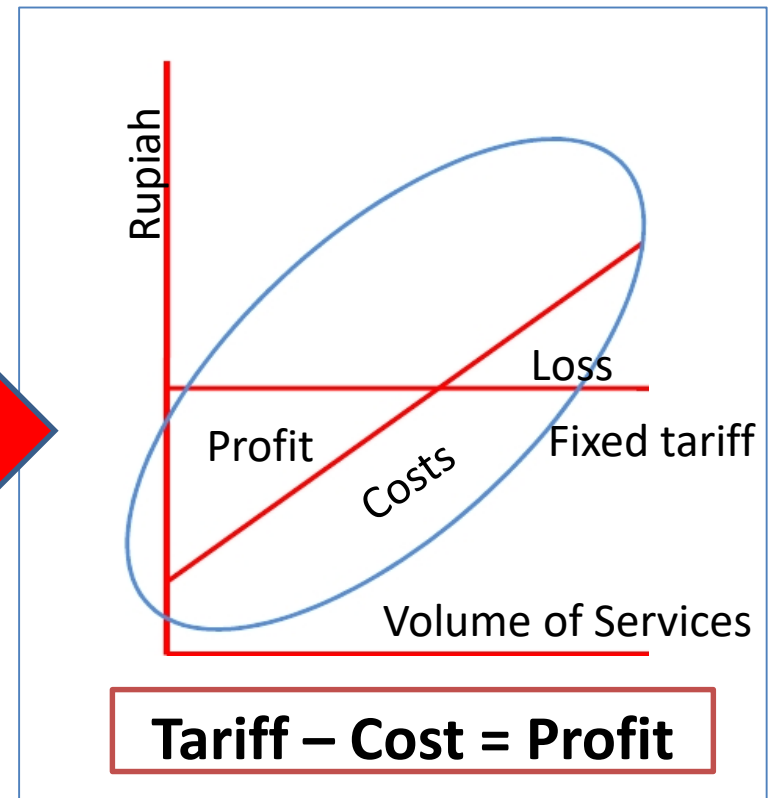 Rupiah
Loss
Profit
Fixed tariff
Costs
Volume of Services
Tariff – Cost = Profit